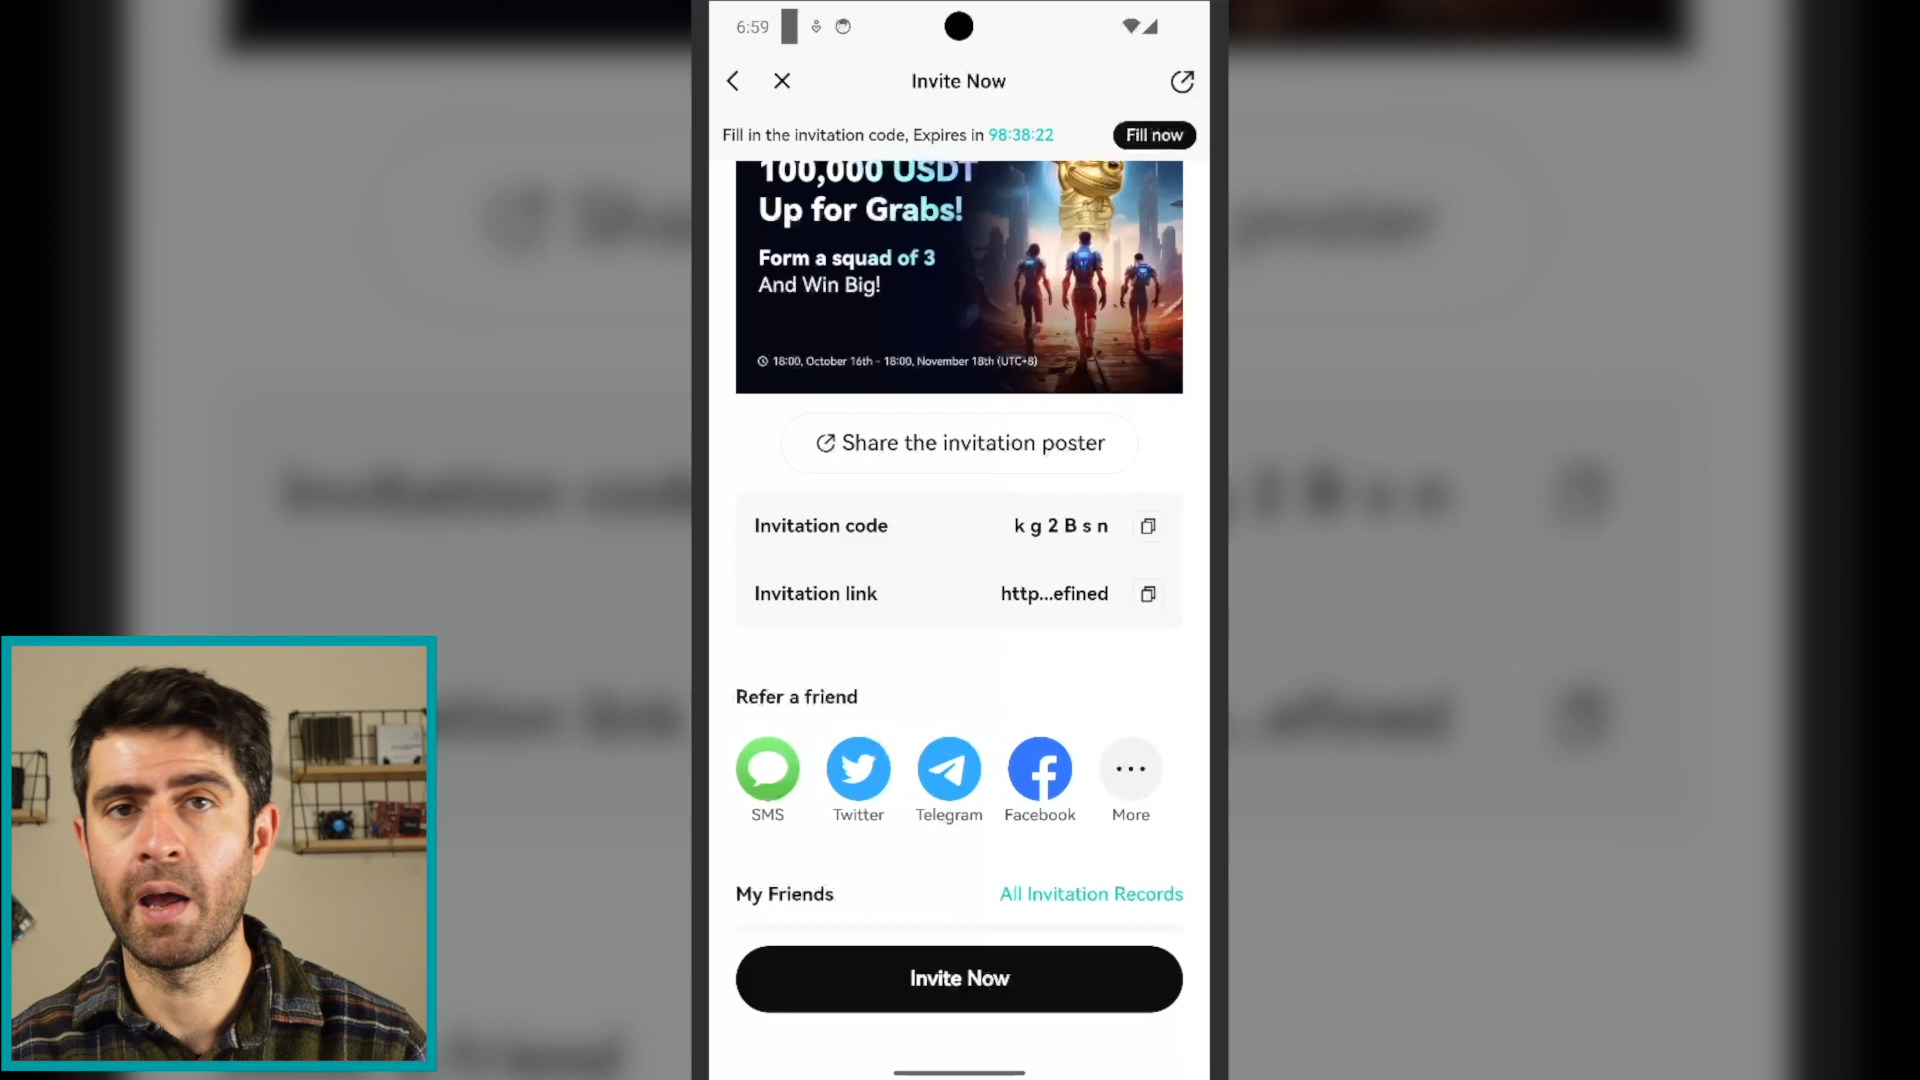 6:59
Invite Now
Fill in the invitation code, Expires in 98:38:22
Fill now
100,000 USDT
Up for Grabs!
Form a squad of 3
And Win Big!
18:00, October 16th - 18:00, November 18th (UTC+8)
Share the invitation poster
Invitation code k g 2 B s n
Invitation link http...efined
Refer a friend
SMS Twitter Telegram Facebook More
My Friends All Invitation Records
Invite Now